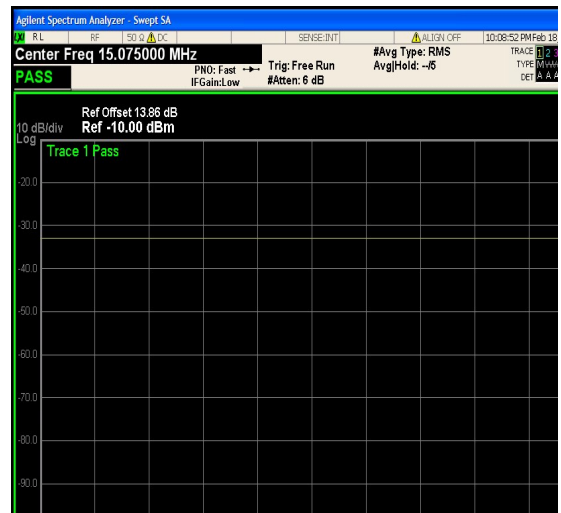 Agilent Spectrum Analyzer - Swept SA
LXI RL RF 50 Ω DC SENSE:INT ALIGN OFF 10:08:52 PM Feb 18
Center Freq 15.075000 MHz #Avg Type: RMS TRACE 1 2 3
PNO: Fast Trig: Free Run Avg|Hold: --/5 TYPE M
PASS IFGain:Low #Atten: 6 dB DET A A A
Ref Offset 13.86 dB
10 dB/div Ref -10.00 dBm
Log
Trace 1 Pass
-20.0
-30.0
-40.0
-50.0
-60.0
-70.0
-80.0
-90.0